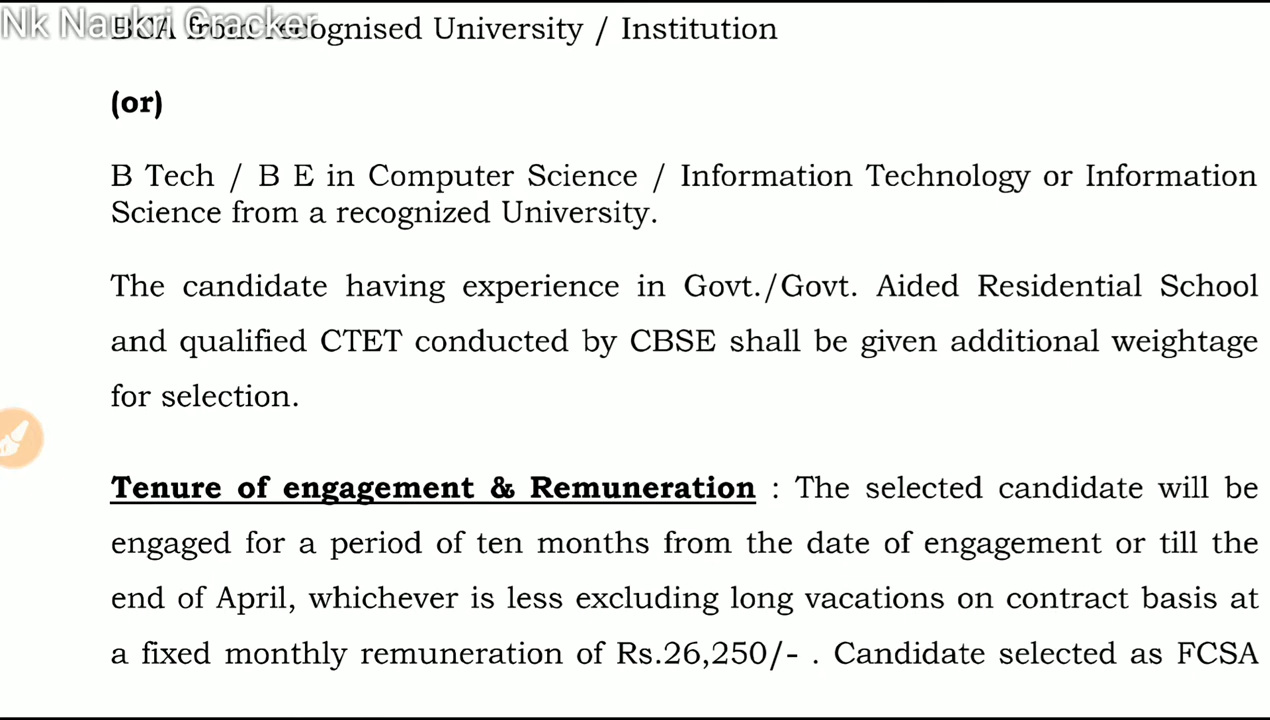 Nk Naukri Cracker
BCA from recognised University / Institution
(or)
B Tech / B E in Computer Science / Information Technology or Information
Science from a recognized University.
The candidate having experience in Govt./Govt. Aided Residential School
and qualified CTET conducted by CBSE shall be given additional weightage
for selection.
Tenure of engagement & Remuneration : The selected candidate will be
engaged for a period of ten months from the date of engagement or till the
end of April, whichever is less excluding long vacations on contract basis at
a fixed monthly remuneration of Rs.26,250/- . Candidate selected as FCSA